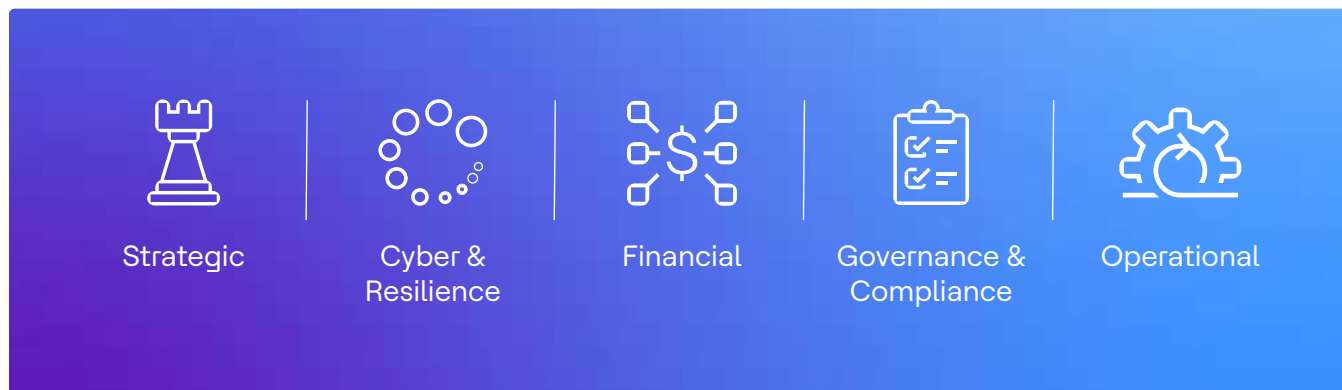 Strategic
Cyber &
Resilience
Financial
Governance &
Compliance
Operational